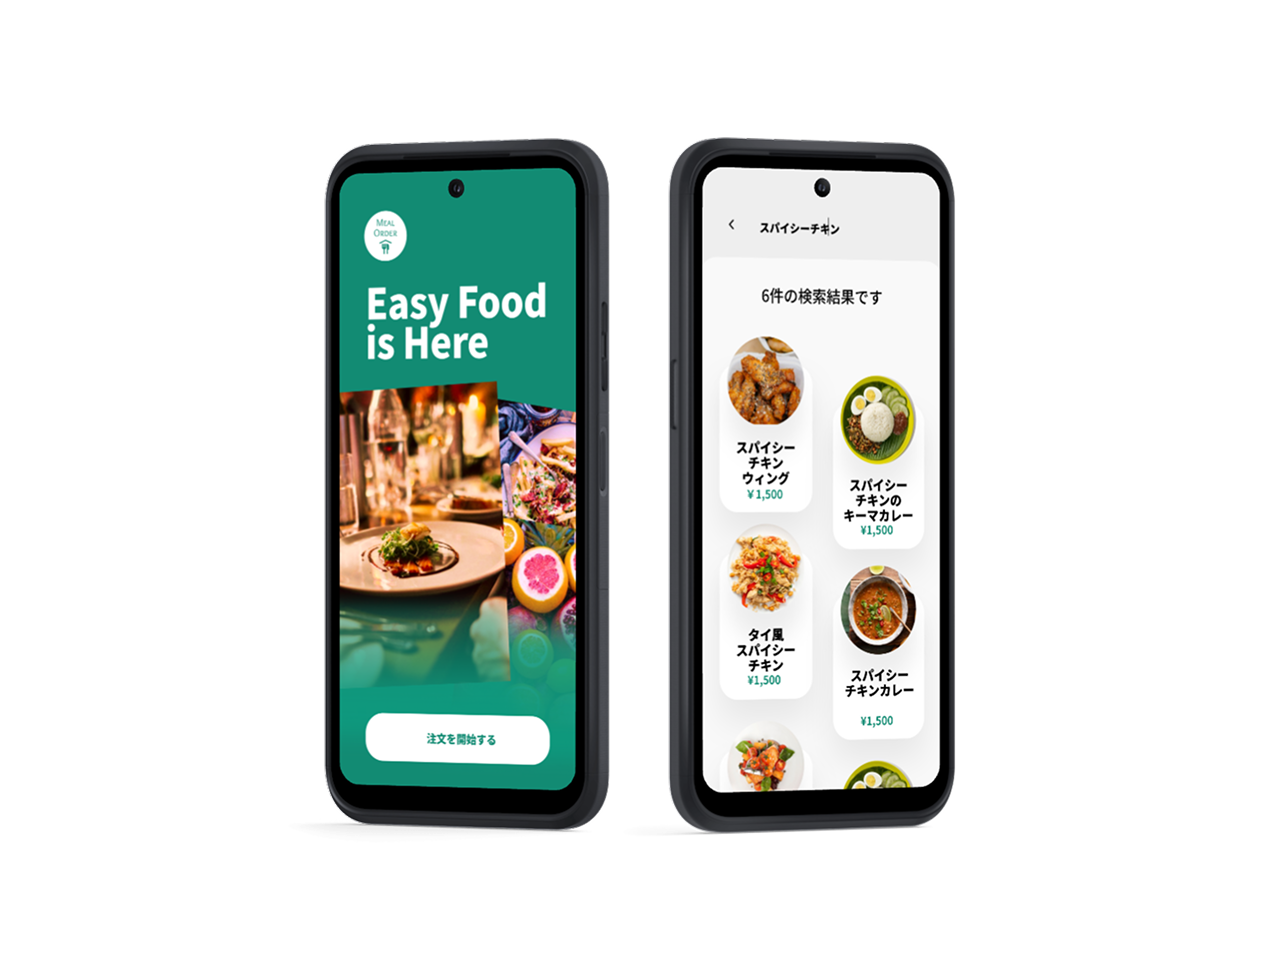 MEAL
ORDER
Easy Food
is Here
注文を開始する
スパイシーチキン
6件の検索結果です
スパイシー
チキン
ウィング
¥1,500
スパイシー
チキンの
キーマカレー
¥1,500
タイ風
スパイシー
チキン
¥1,500
スパイシー
チキンカレー
¥1,500